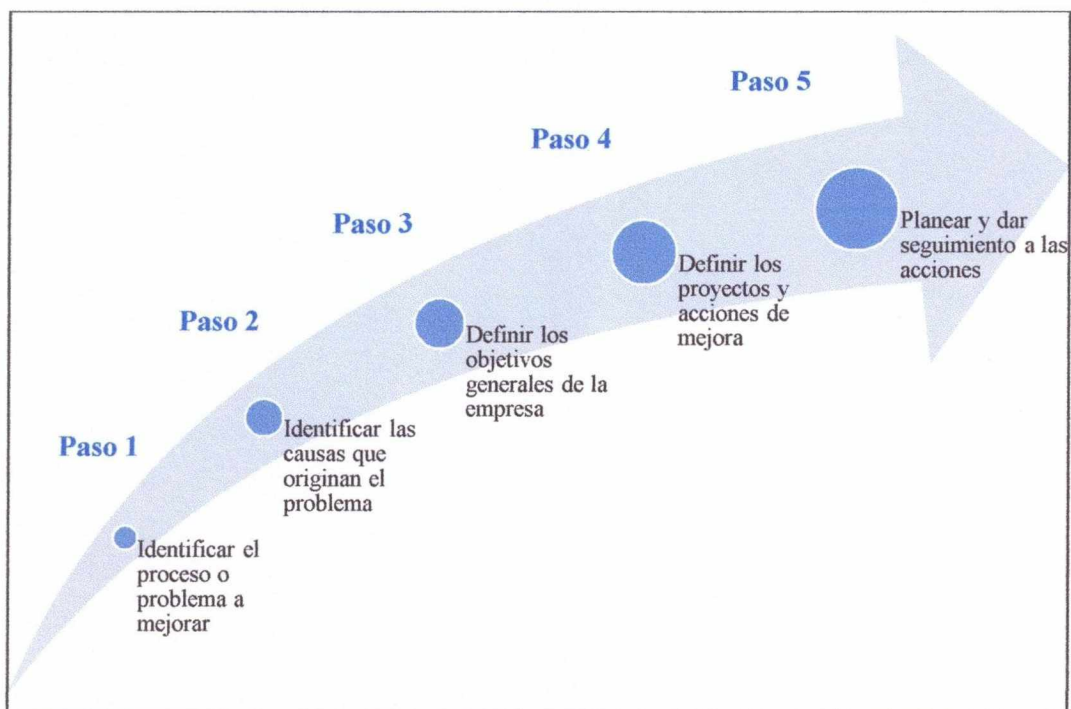 Paso 1
Identificar el
proceso o
problema a
mejorar
Paso 2
Identificar las
causas que
originan el
problema
Paso 3
Definir los
objetivos
generales de la
empresa
Paso 4
Definir los
proyectos y
acciones de
mejora
Paso 5
Planear y dar
seguimiento a las
acciones